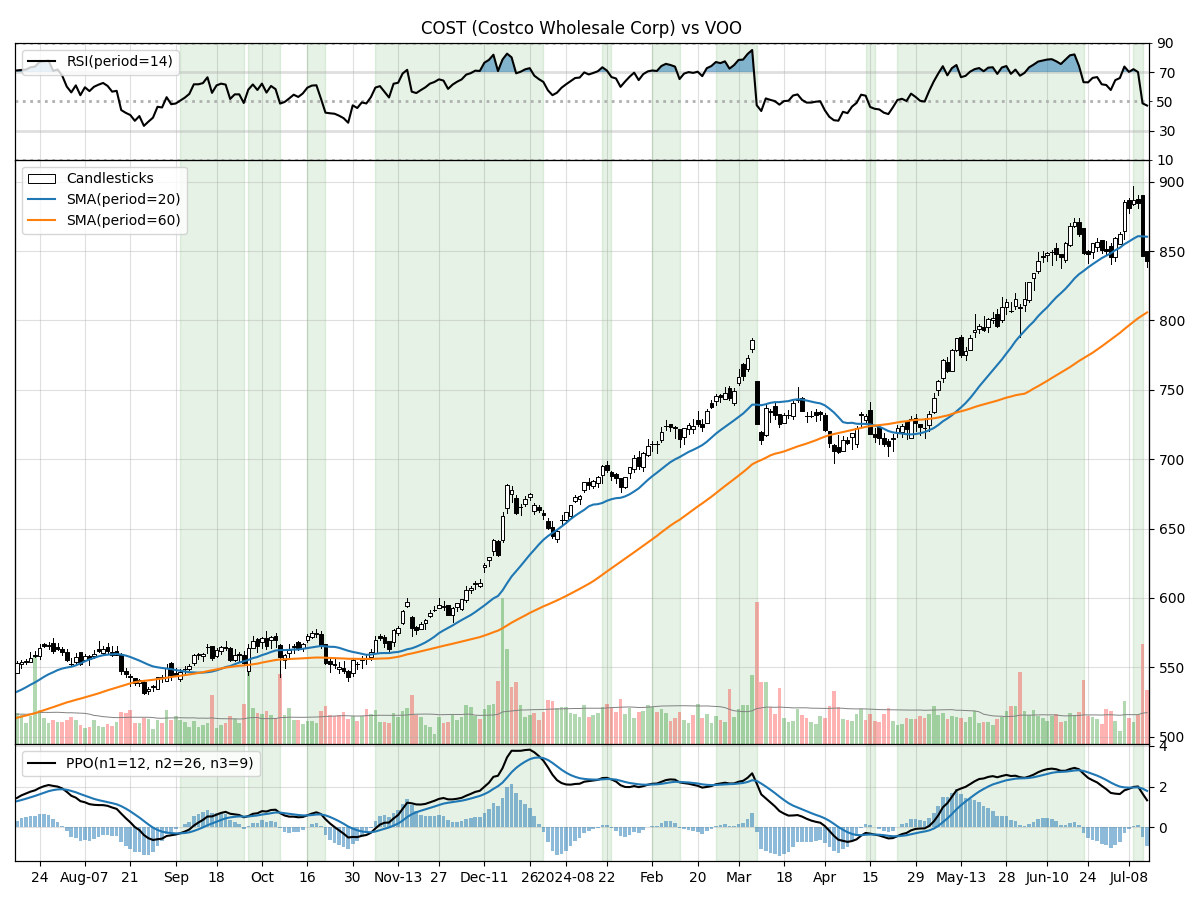 COST (Costco Wholesale Corp) vs VOO
RSI(period=14)
90
70
50
30
10
Candlesticks
SMA(period=20)
SMA(period=60)
900
850
800
750
700
650
600
550
500
PPO(n1=12, n2=26, n3=9)
4
2
0
24 Aug-07 21 Sep 18 Oct 16 30 Nov-13 27 Dec-11 26 2024-08 22 Feb 20 Mar 18 Apr 15 29 May-13 28 Jun-10 24 Jul-08